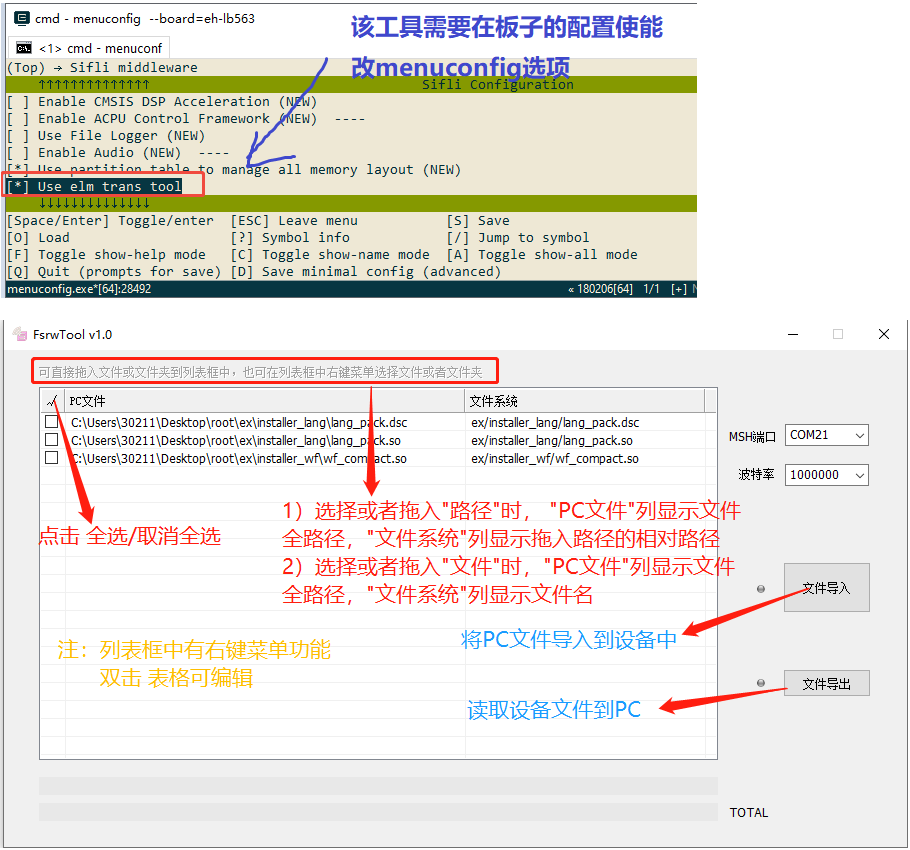 cmd - menuconfig  --board=eh-lb563
该工具需要在板子的配置使能
<1> cmd - menuconf
改menuconfig选项
(Top) → Sifli middleware
↑↑↑↑↑↑↑↑↑↑↑↑↑↑ Sifli Configuration
[ ] Enable CMSIS DSP Acceleration (NEW)
[ ] Enable ACPU Control Framework (NEW)  ----
[ ] Use File Logger (NEW)
[ ] Enable Audio (NEW)  ----
[*] Use partition table to manage all memory layout (NEW)
[*] Use elm trans tool
↓↓↓↓↓↓↓↓↓↓↓↓↓↓
[Space/Enter] Toggle/enter  [ESC] Leave menu  [S] Save
[O] Load  [?] Symbol info  [/] Jump to symbol
[F] Toggle show-help mode  [C] Toggle show-name mode  [A] Toggle show-all mode
[Q] Quit (prompts for save)  [D] Save minimal config (advanced)
menuconfig.exe*[64]:28492  « 180206[64]  1/1  [+]
FsrwTool v1.0
可直接拖入文件或文件夹到列表框中，也可在列表框中右键菜单选择文件或者文件夹
PC文件  文件系统
C:\Users\30211\Desktop\root\ex\installer_lang\lang_pack.dsc  ex/installer_lang/lang_pack.dsc
C:\Users\30211\Desktop\root\ex\installer_lang\lang_pack.so  ex/installer_lang/lang_pack.so
C:\Users\30211\Desktop\root\ex\installer_wf\wf_compact.so  ex/installer_wf/wf_compact.so
MSH端口  COM21
波特率  1000000
点击 全选/取消全选
1）选择或者拖入"路径"时， "PC文件"列显示文件
全路径，"文件系统"列显示拖入路径的相对路径
2）选择或者拖入"文件"时，"PC文件"列显示文件
全路径，"文件系统"列显示文件名
文件导入
将PC文件导入到设备中
注：列表框中有右键菜单功能
双击 表格可编辑
文件导出
读取设备文件到PC
TOTAL